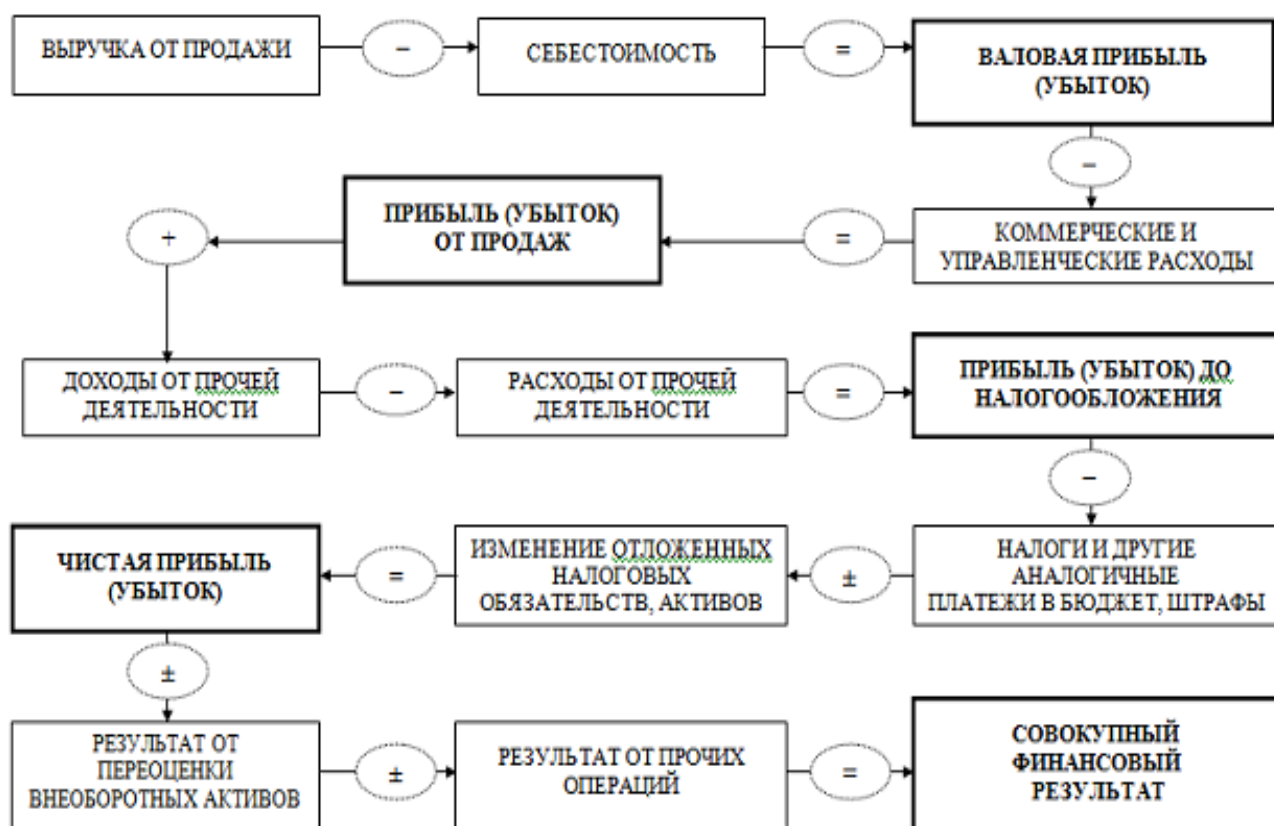 ВЫРУЧКА ОТ ПРОДАЖИ
–
СЕБЕСТОИМОСТЬ
=
ВАЛОВАЯ ПРИБЫЛЬ
(УБЫТОК)
–
КОММЕРЧЕСКИЕ И
УПРАВЛЕНЧЕСКИЕ РАСХОДЫ
=
ПРИБЫЛЬ (УБЫТОК)
ОТ ПРОДАЖ
+
ДОХОДЫ ОТ ПРОЧЕЙ
ДЕЯТЕЛЬНОСТИ
–
РАСХОДЫ ОТ ПРОЧЕЙ
ДЕЯТЕЛЬНОСТИ
=
ПРИБЫЛЬ (УБЫТОК) ДО
НАЛОГООБЛОЖЕНИЯ
–
НАЛОГИ И ДРУГИЕ
АНАЛОГИЧНЫЕ
ПЛАТЕЖИ В БЮДЖЕТ, ШТРАФЫ
±
ИЗМЕНЕНИЕ ОТЛОЖЕННЫХ
НАЛОГОВЫХ
ОБЯЗАТЕЛЬСТВ, АКТИВОВ
=
ЧИСТАЯ ПРИБЫЛЬ
(УБЫТОК)
±
РЕЗУЛЬТАТ ОТ
ПЕРЕОЦЕНКИ
ВНЕОБОРОТНЫХ АКТИВОВ
±
РЕЗУЛЬТАТ ОТ ПРОЧИХ
ОПЕРАЦИЙ
=
СОВОКУПНЫЙ
ФИНАНСОВЫЙ
РЕЗУЛЬТАТ